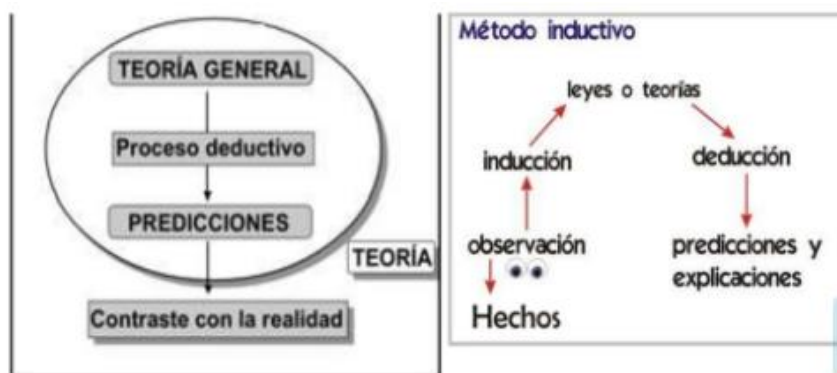 TEORÍA GENERAL
Proceso deductivo
PREDICCIONES
TEORÍA
Contraste con la realidad
Método inductivo
leyes o teorías
inducción
deducción
observación
predicciones y
explicaciones
Hechos